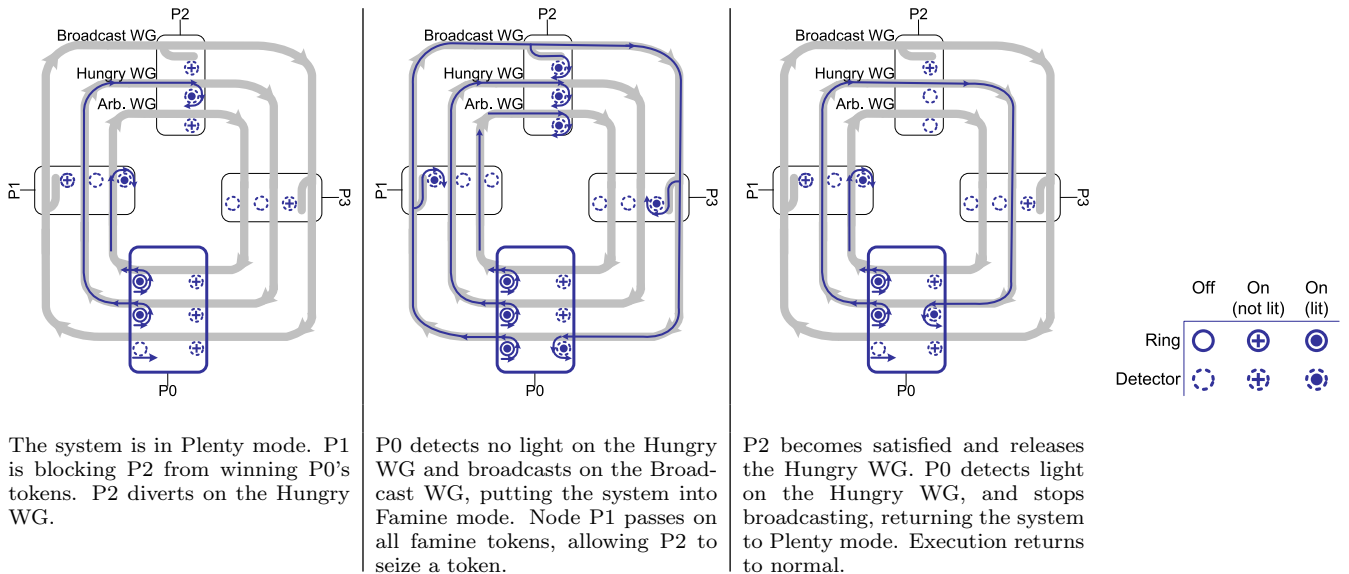 P2
Broadcast WG
Hungry WG
Arb. WG
P1
P3
P0
The system is in Plenty mode. P1
is blocking P2 from winning P0's
tokens. P2 diverts on the Hungry
WG.
P2
Broadcast WG
Hungry WG
Arb. WG
P1
P3
P0
P0 detects no light on the Hungry
WG and broadcasts on the Broad-
cast WG, putting the system into
Famine mode. Node P1 passes on
all famine tokens, allowing P2 to
seize a token.
P2
Broadcast WG
Hungry WG
Arb. WG
P1
P3
P0
P2 becomes satisfied and releases
the Hungry WG. P0 detects light
on the Hungry WG, and stops
broadcasting, returning the system
to Plenty mode. Execution returns
to normal.
Off On On
(not lit) (lit)
Ring
Detector